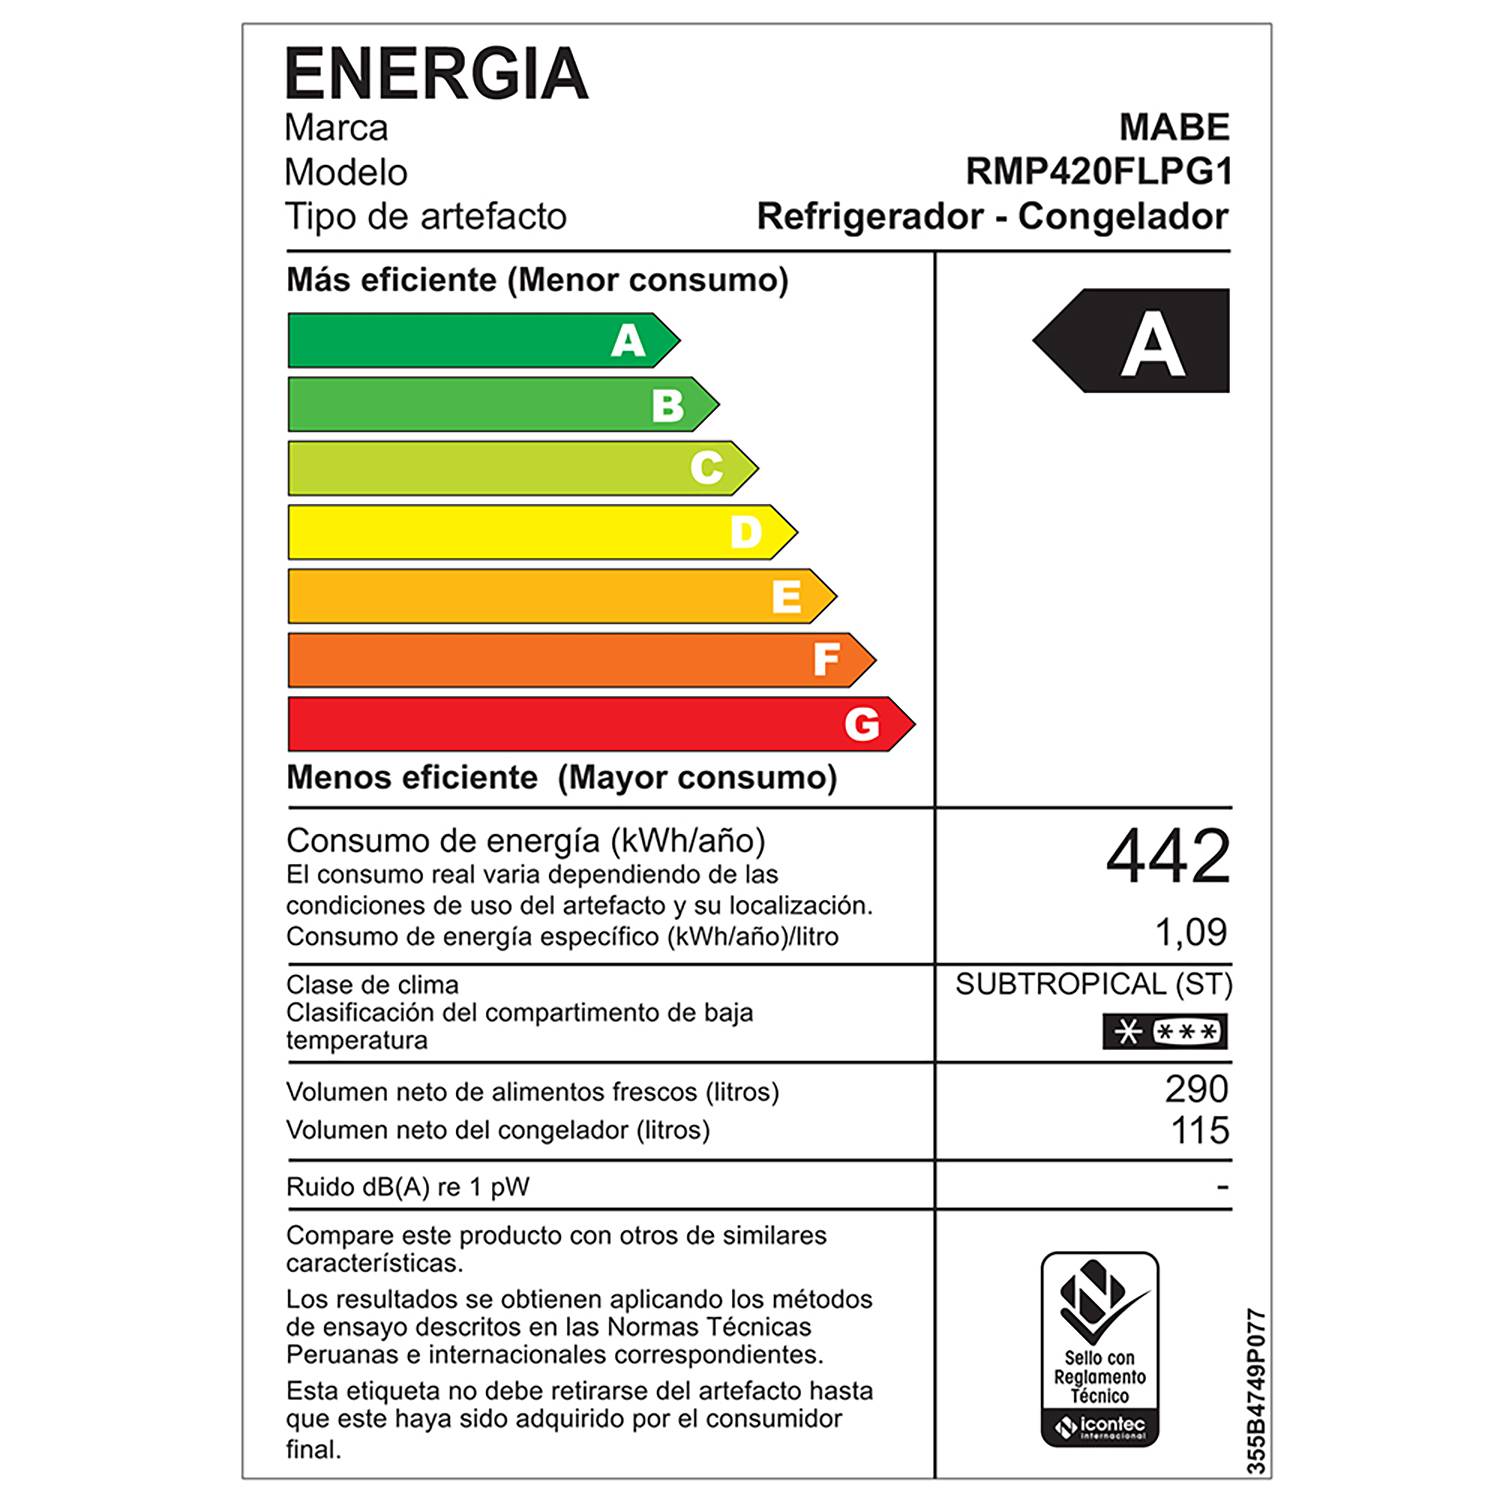 ENERGIA
Marca MABE
Modelo RMP420FLPG1
Tipo de artefacto Refrigerador - Congelador
Más eficiente (Menor consumo)
A
A
B
C
D
E
F
G
Menos eficiente (Mayor consumo)
Consumo de energía (kWh/año) 442
El consumo real varia dependiendo de las
condiciones de uso del artefacto y su localización.
Consumo de energía específico (kWh/año)/litro 1,09
Clase de clima SUBTROPICAL (ST)
Clasificación del compartimento de baja
temperatura
Volumen neto de alimentos frescos (litros) 290
Volumen neto del congelador (litros) 115
Ruido dB(A) re 1 pW -
Compare este producto con otros de similares
características.
Los resultados se obtienen aplicando los métodos
de ensayo descritos en las Normas Técnicas
Peruanas e internacionales correspondientes.
Esta etiqueta no debe retirarse del artefacto hasta
que este haya sido adquirido por el consumidor
final.
Sello con
Reglamento
Técnico
icontec
internacional
355B4749P077